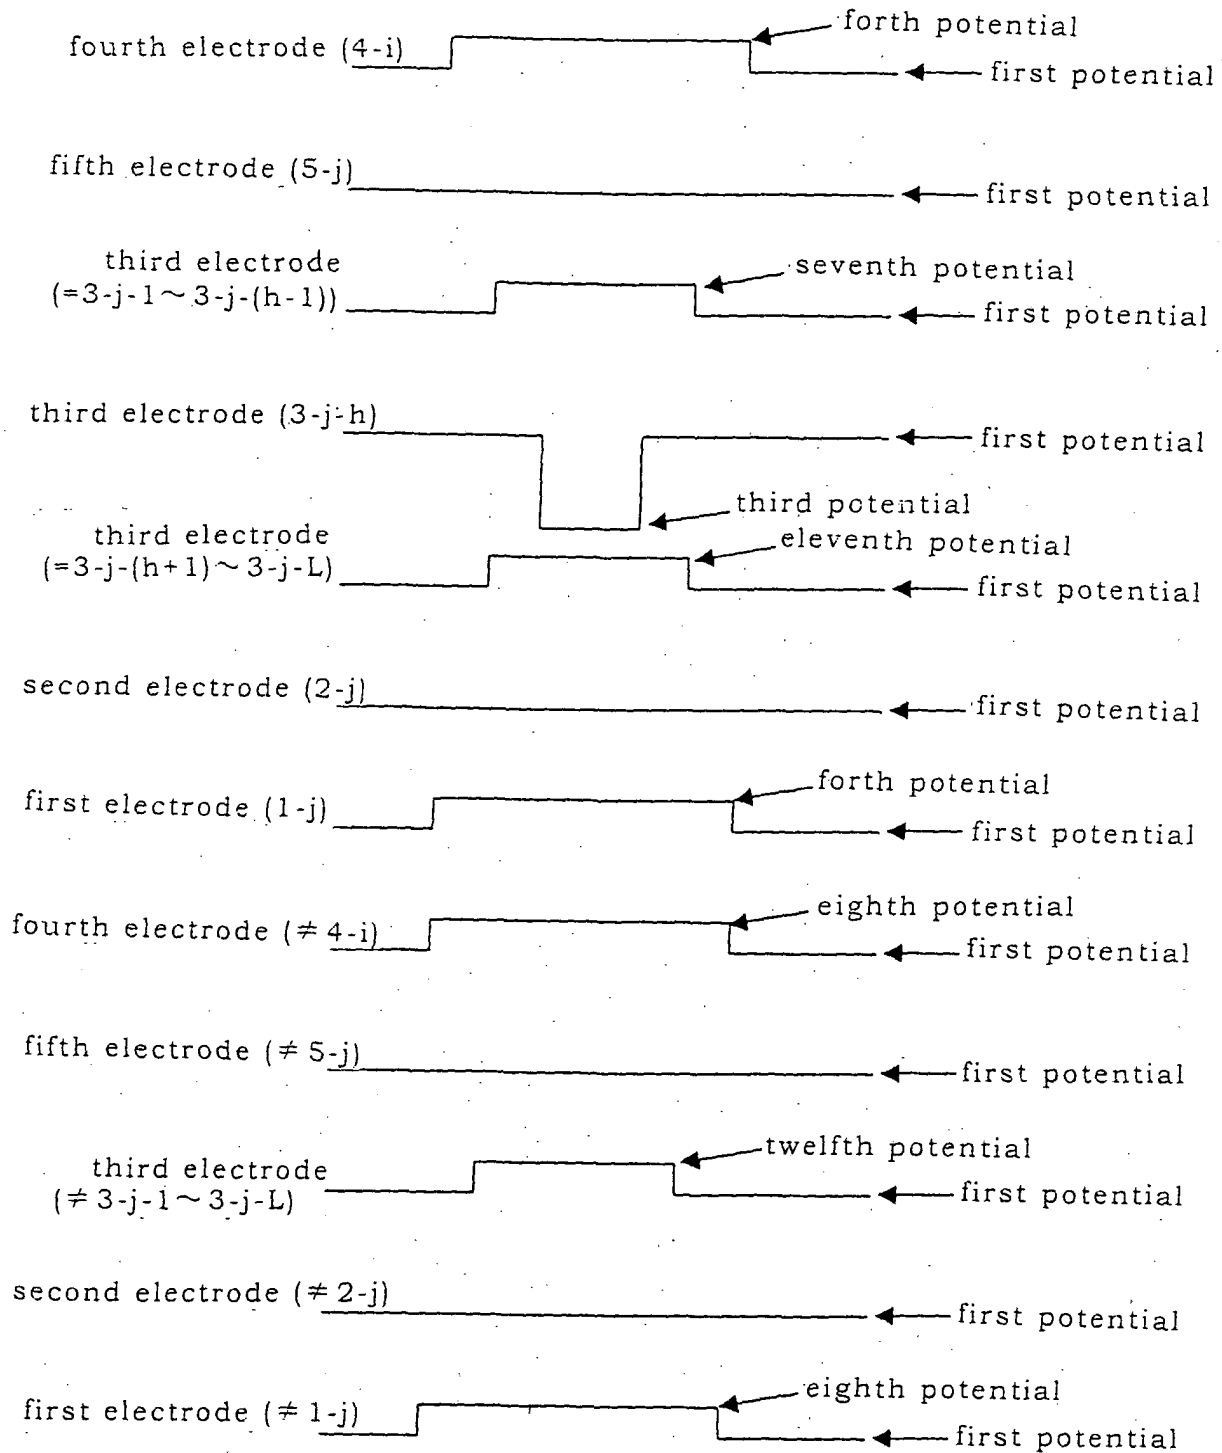 forth potential
fourth electrode (4-i)
first potential
fifth electrode (5-j)
first potential
third electrode
(=3-j-1~3-j-(h-1))
seventh potential
first potential
third electrode (3-j-h)
first potential
third potential
third electrode
(=3-j-(h+1)~3-j-L)
eleventh potential
first potential
second electrode (2-j)
first potential
forth potential
first electrode (1-j)
first potential
eighth potential
fourth electrode (≠4-i)
first potential
fifth electrode (≠5-j)
first potential
twelfth potential
third electrode
(≠3-j-1~3-j-L)
first potential
second electrode (≠2-j)
first potential
eighth potential
first electrode (≠1-j)
first potential